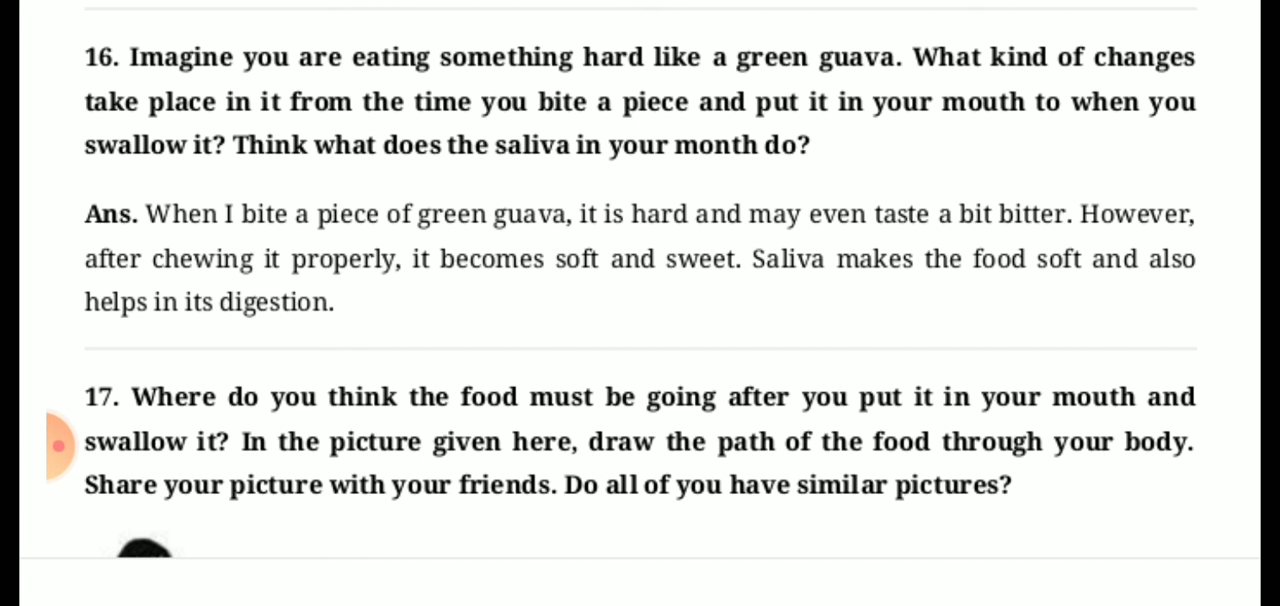 16. Imagine you are eating something hard like a green guava. What kind of changes
take place in it from the time you bite a piece and put it in your mouth to when you
swallow it? Think what does the saliva in your month do?
Ans. When I bite a piece of green guava, it is hard and may even taste a bit bitter. However,
after chewing it properly, it becomes soft and sweet. Saliva makes the food soft and also
helps in its digestion.
17. Where do you think the food must be going after you put it in your mouth and
swallow it? In the picture given here, draw the path of the food through your body.
Share your picture with your friends. Do all of you have similar pictures?